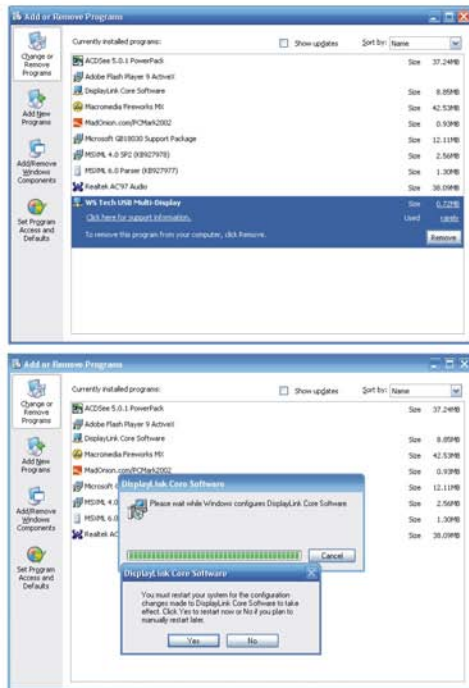 Add or Remove Programs
Change or
Remove
Programs
Add New
Programs
Add/Remove
Windows
Components
Set Program
Access and
Defaults
Currently installed programs:
Show updates
Sort by: Name
ACDSee 5.0.1 PowerPack Size 37.24MB
Adobe Flash Player 9 ActiveX
DisplayLink Core Software Size 8.85MB
Macromedia Fireworks MX Size 42.53MB
MadOnion.com/PCMark2002 Size 0.93MB
Microsoft GB18030 Support Package Size 12.11MB
MSXML 4.0 SP2 (KB927978) Size 2.56MB
MSXML 6.0 Parser (KB927977) Size 1.30MB
Realtek AC'97 Audio Size 38.09MB
WS Tech USB Multi-Display Size 0.72MB
Click here for support information. Used rarely
To remove this program from your computer, click Remove. Remove
Add or Remove Programs
Change or
Remove
Programs
Add New
Programs
Add/Remove
Windows
Components
Set Program
Access and
Defaults
Currently installed programs:
Show updates
Sort by: Name
ACDSee 5.0.1 PowerPack Size 37.24MB
Adobe Flash Player 9 ActiveX
DisplayLink Core Software Size 8.85MB
Macromedia Fireworks MX Size 42.53MB
MadOnion.com/PCMark2002 Size 0.93MB
Microsoft Size 12.11MB
MSXML 4.0 Size 2.56MB
MSXML 6.0 Size 1.30MB
Realtek AC Size 38.09MB
DisplayLink Core Software
Please wait while Windows configures DisplayLink Core Software
Cancel
DisplayLink Core Software
You must restart your system for the configuration
changes made to DisplayLink Core Software to take
effect. Click Yes to restart now or No if you plan to
manually restart later.
Yes No